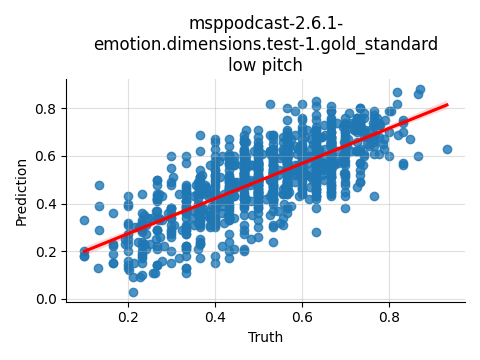 msppodcast-2.6.1-
emotion.dimensions.test-1.gold_standard
low pitch
0.8
0.6
0.4
0.2
0.0
Prediction
0.2 0.4 0.6 0.8
Truth